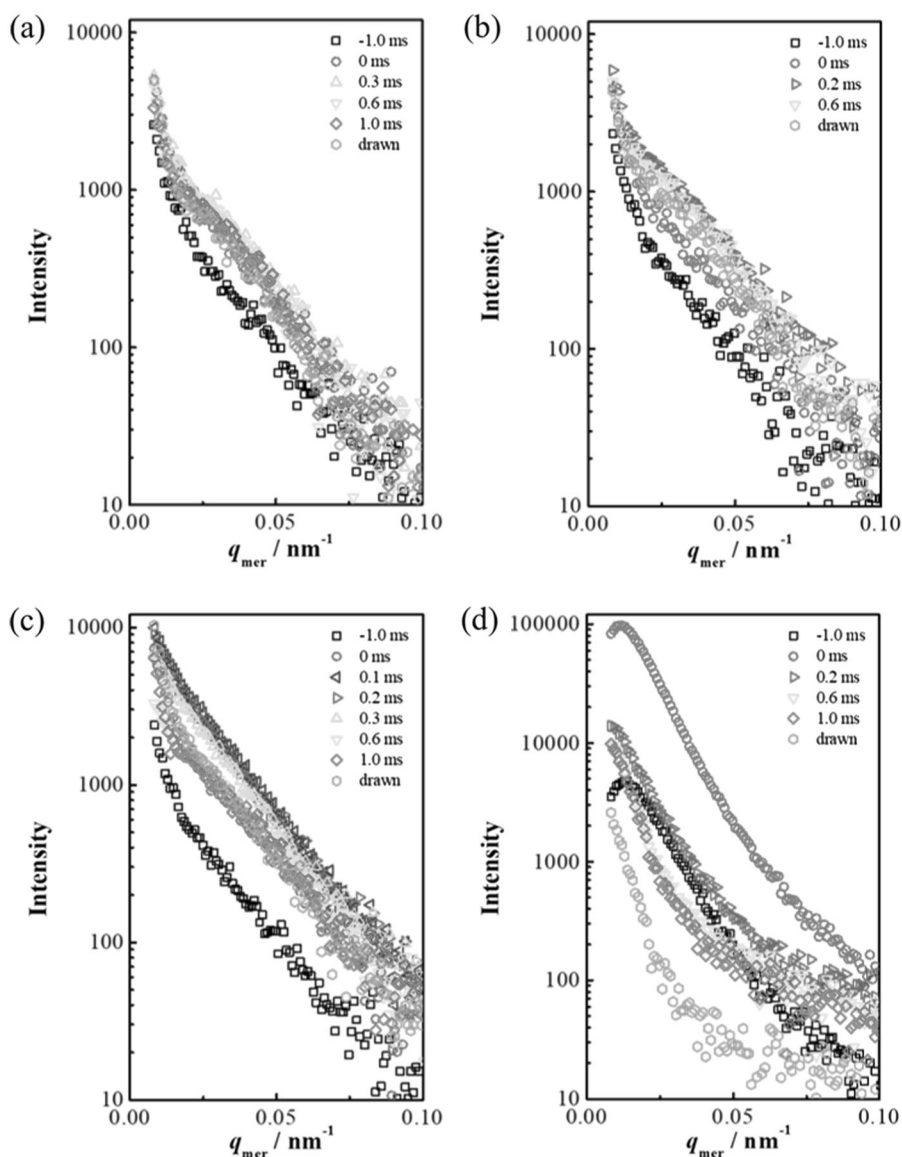 (a)
10000
1000
100
10
Intensity
-1.0 ms
0 ms
0.3 ms
0.6 ms
1.0 ms
drawn
0.00 0.05 0.10
q_mer / nm⁻¹
(b)
10000
1000
100
10
Intensity
-1.0 ms
0 ms
0.2 ms
0.6 ms
drawn
0.00 0.05 0.10
q_mer / nm⁻¹
(c)
10000
1000
100
10
Intensity
-1.0 ms
0 ms
0.1 ms
0.2 ms
0.3 ms
0.6 ms
1.0 ms
drawn
0.00 0.05 0.10
q_mer / nm⁻¹
(d)
100000
10000
1000
100
10
Intensity
-1.0 ms
0 ms
0.2 ms
0.6 ms
1.0 ms
drawn
0.00 0.05 0.10
q_mer / nm⁻¹